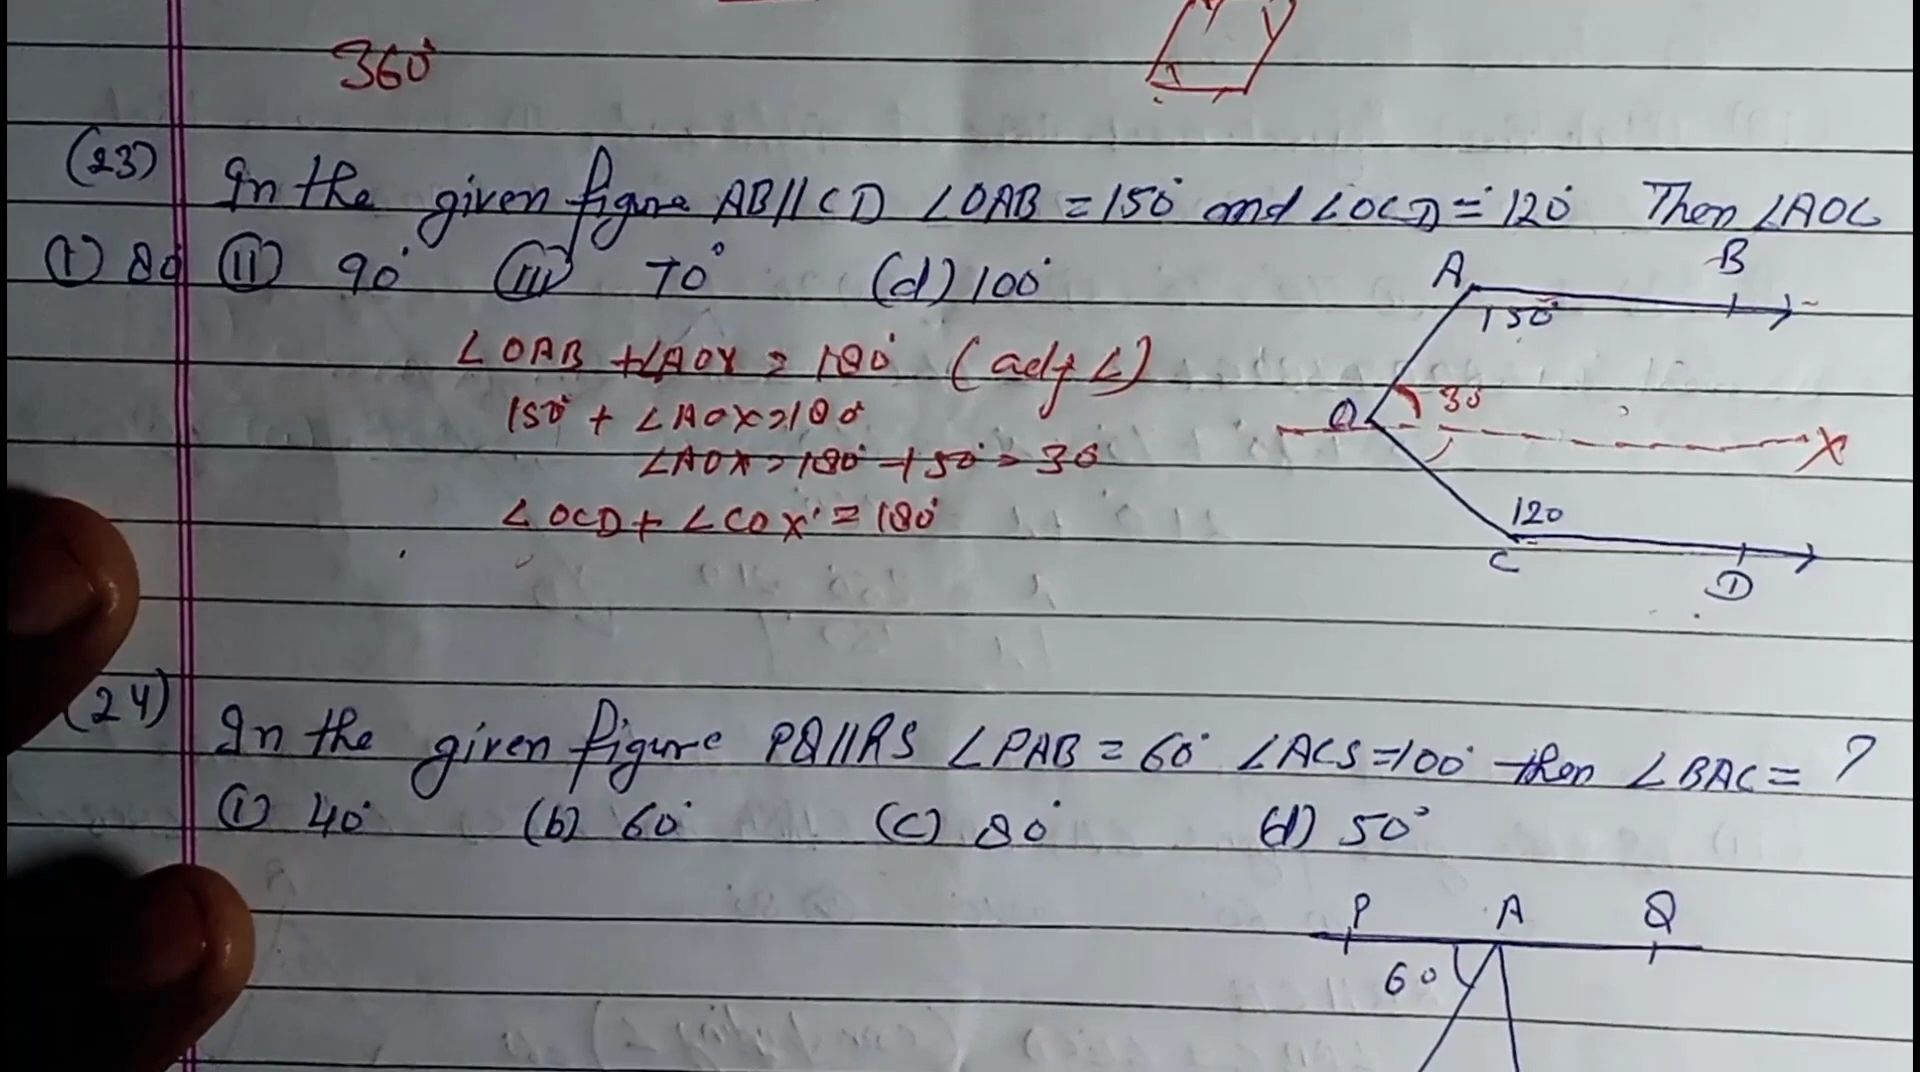 360°
(23) In the given figure AB//CD ∠OAB = 150° and ∠OCD = 120° Then ∠AOC
(i) 80° (ii) 90° (iii) 70° (d) 100°
A B
150°
∠OAB + ∠AOX = 180° (adj ∠)
150° + ∠AOX = 180°
O 30° X
∠AOX = 180° - 150° = 30
∠OCD + ∠COX = 180°
120
C D
(24) In the given figure PQ//RS ∠PAB = 60° ∠ACS = 100° then ∠BAC = ?
(i) 40° (b) 60° (c) 80° (d) 50°
P A Q
60